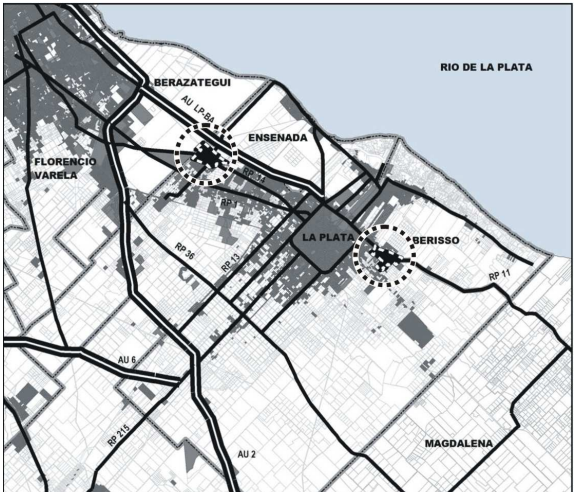 RIO DE LA PLATA
BERAZATEGUI
AU LP-BA
ENSENADA
FLORENCIO
VARELA
RP 14
RP 1
LA PLATA
BERISSO
RP 36
RP 13
RP 11
AU 6
RP 215
AU 2
MAGDALENA